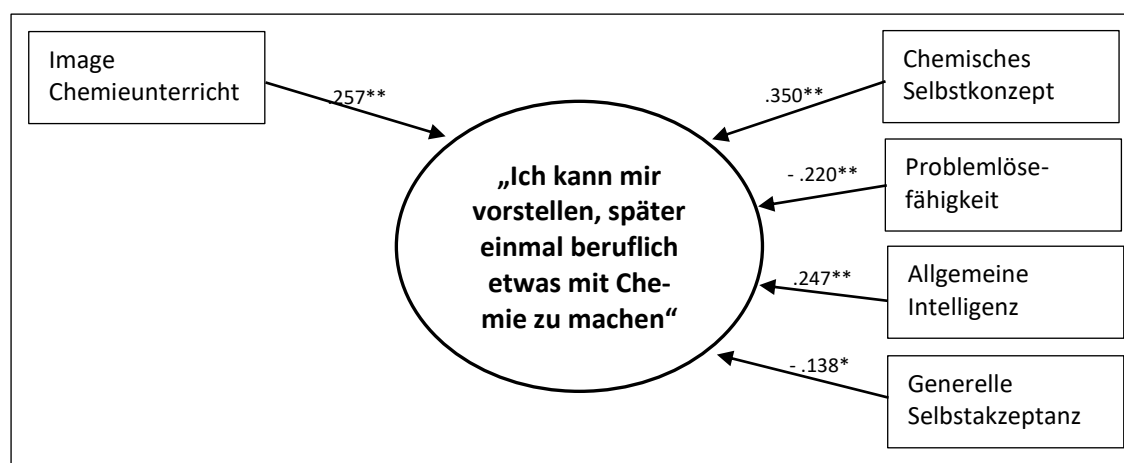 Image
Chemieunterricht
.257**
„Ich kann mir
vorstellen, später
einmal beruflich
etwas mit Che-
mie zu machen“
.350**
Chemisches
Selbstkonzept
- .220**
Problemlöse-
fähigkeit
.247**
Allgemeine
Intelligenz
- .138*
Generelle
Selbstakzeptanz